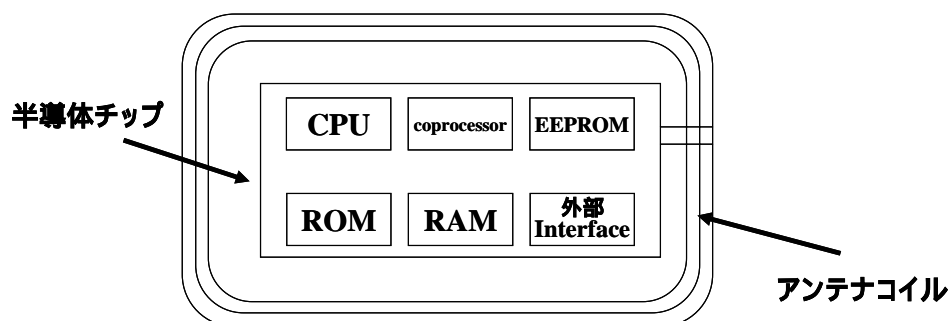 半導体チップ
CPU
coprocessor
EEPROM
ROM
RAM
外部
Interface
アンテナコイル